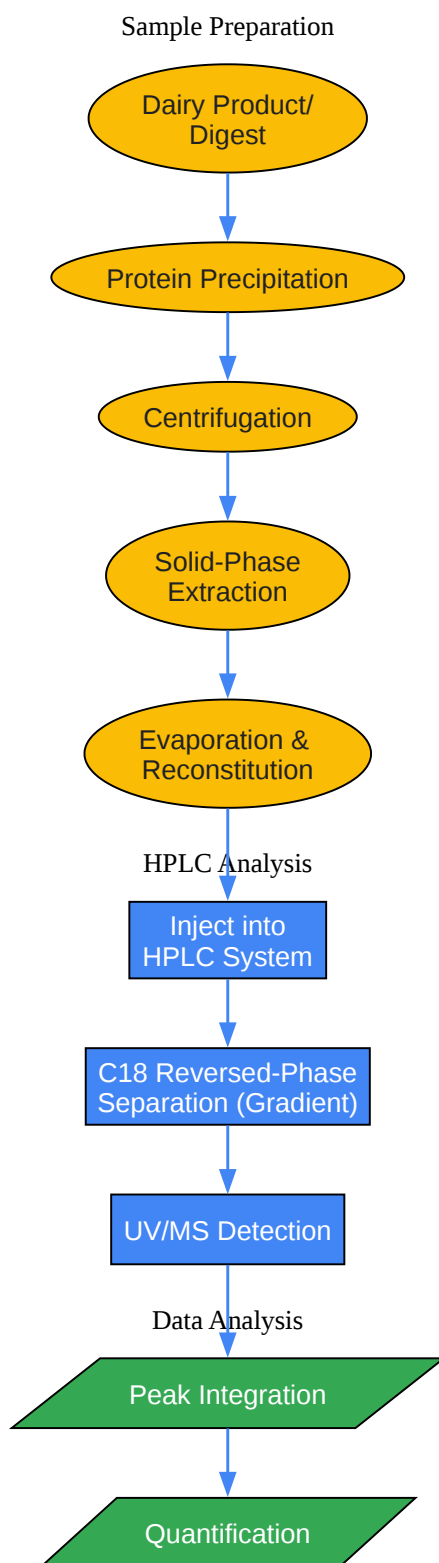 Sample Preparation
Dairy Product/
Digest
Protein Precipitation
Centrifugation
Solid-Phase
Extraction
Evaporation &
Reconstitution
HPLC Analysis
Inject into
HPLC System
C18 Reversed-Phase
Separation (Gradient)
UV/MS Detection
Data Analysis
Peak Integration
Quantification